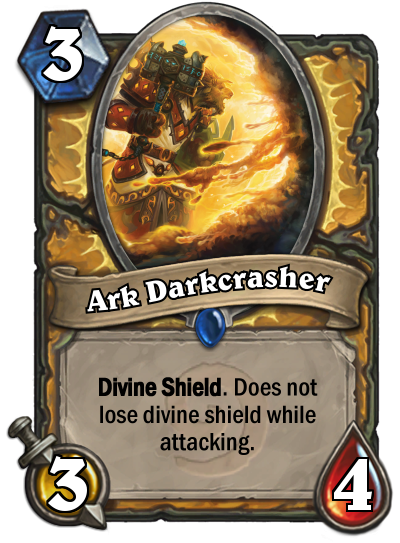 3
Ark Darkcrasher
Divine Shield. Does not
lose divine shield while
attacking.
3
4